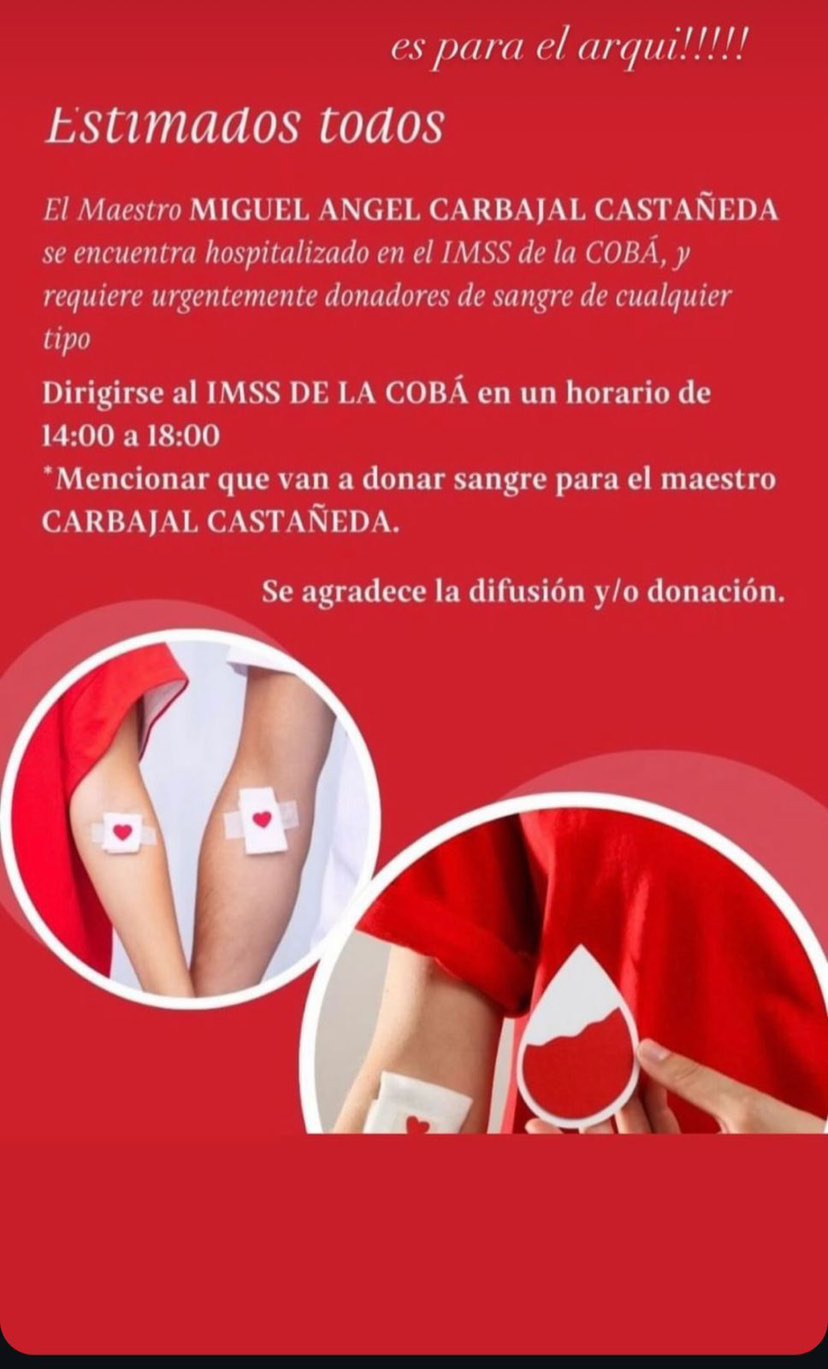 es para el arqui!!!!!
Estimados todos
El Maestro MIGUEL ANGEL CARBAJAL CASTAÑEDA
se encuentra hospitalizado en el IMSS de la COBÁ, y
requiere urgentemente donadores de sangre de cualquier
tipo
Dirigirse al IMSS DE LA COBÁ en un horario de
14:00 a 18:00
*Mencionar que van a donar sangre para el maestro
CARBAJAL CASTAÑEDA.
Se agradece la difusión y/o donación.